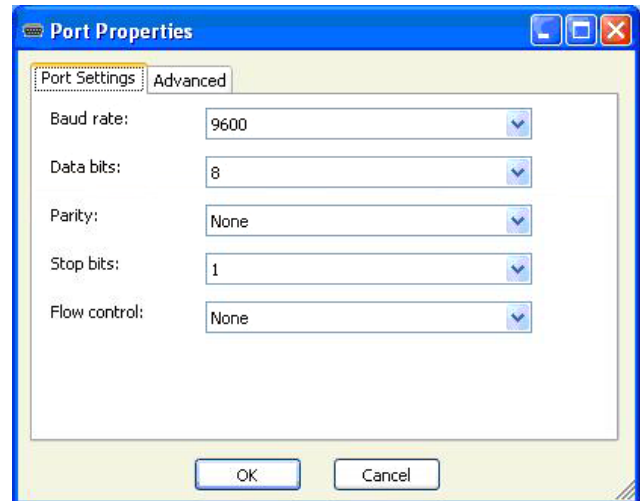 Port Properties
Port Settings Advanced
Baud rate: 9600
Data bits: 8
Parity: None
Stop bits: 1
Flow control: None
OK Cancel